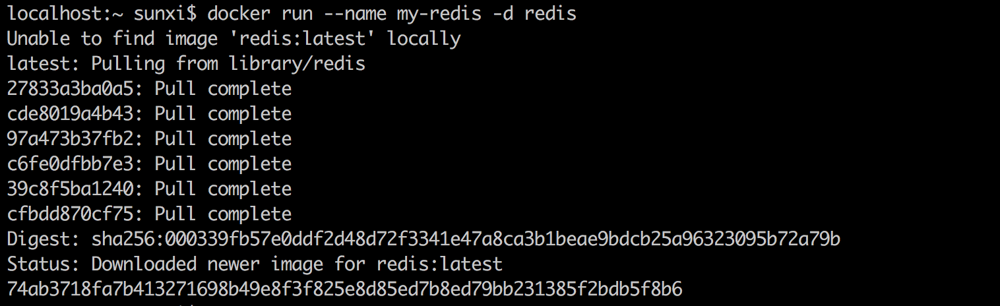 localhost:~ sunxi$ docker run --name my-redis -d redis
Unable to find image 'redis:latest' locally
latest: Pulling from library/redis
27833a3ba0a5: Pull complete
cde8019a4b43: Pull complete
97a473b37fb2: Pull complete
c6fe0dfbb7e3: Pull complete
39c8f5ba1240: Pull complete
cfbdd870cf75: Pull complete
Digest: sha256:000339fb57e0ddf2d48d72f3341e47a8ca3b1beae9bdcb25a96323095b72a79b
Status: Downloaded newer image for redis:latest
74ab3718fa7b413271698b49e8f3f825e8d85ed7b8ed79bb231385f2bdb5f8b6